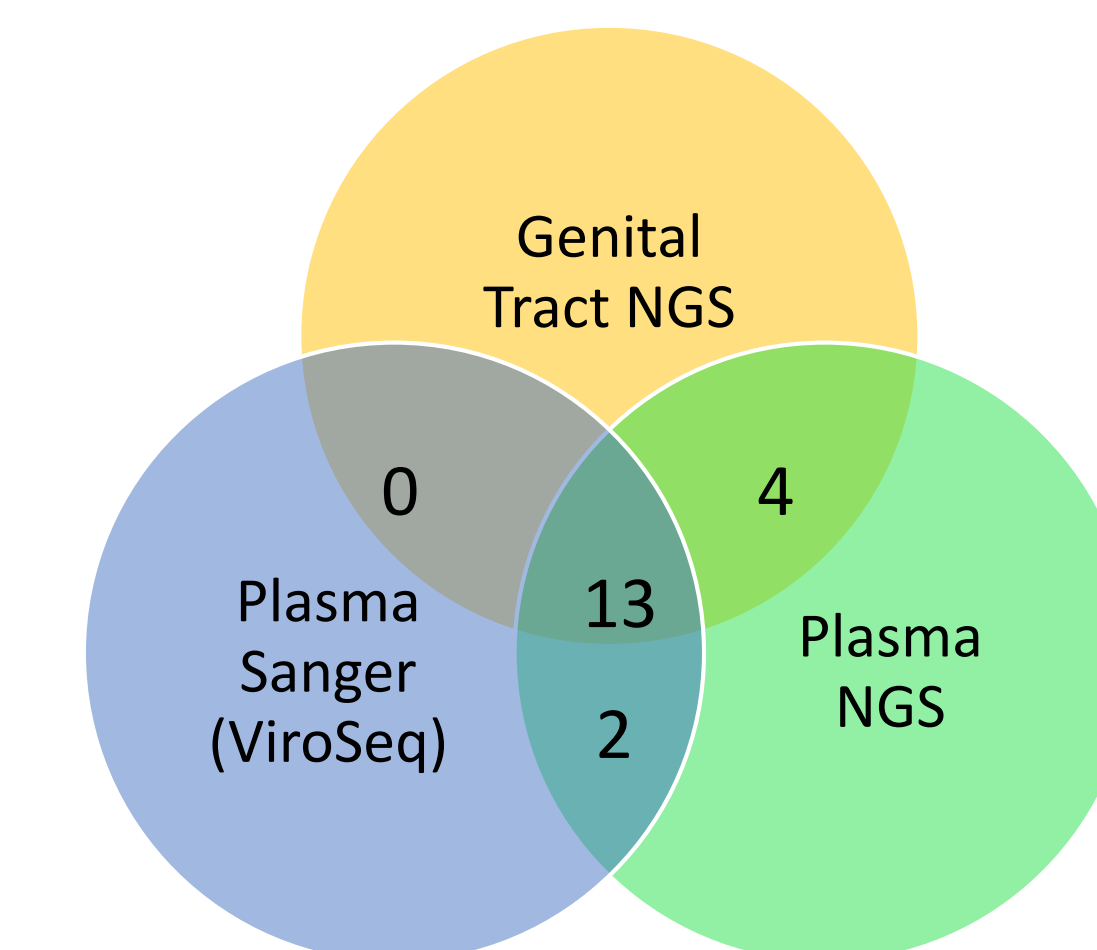 Genital
Tract NGS
0
4
13
Plasma
Sanger
(ViroSeq)
Plasma
NGS
2